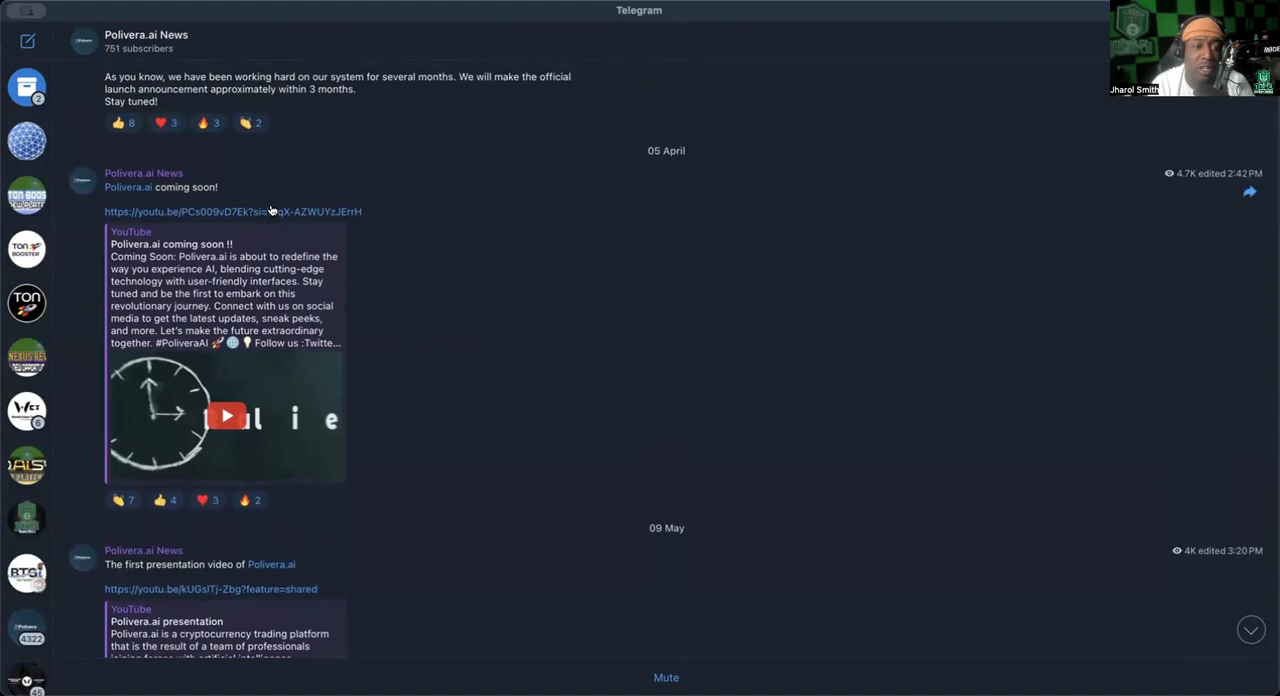 Telegram
Polivera.ai News
751 subscribers
As you know, we have been working hard on our system for several months. We will make the official
launch announcement approximately within 3 months.
Stay tuned!
8 3 3 2
05 April
Polivera.ai News
4.7K edited 2:42 PM
Polivera.ai coming soon!
YouTube
Polivera.ai coming soon !!
Coming Soon: Polivera.ai is about to redefine the
way you experience AI, blending cutting-edge
technology with user-friendly interfaces. Stay
tuned and be the first to embark on this
revolutionary journey. Connect with us on social
media to get the latest updates, sneak peeks,
and more. Let's make the future extraordinary
together. #PoliveraAI 🚀 🌐 💡 Follow us :Twitte...
7 4 3 2
09 May
Polivera.ai News
4K edited 3:20 PM
The first presentation video of Polivera.ai
https://youtu.be/kUGslTj-Zbg?feature=shared
YouTube
Polivera.ai presentation
Polivera.ai is a cryptocurrency trading platform
that is the result of a team of professionals
Mute
Jharol Smith
2
TON
BOOSTER
TON
6
BTGi
4322
45